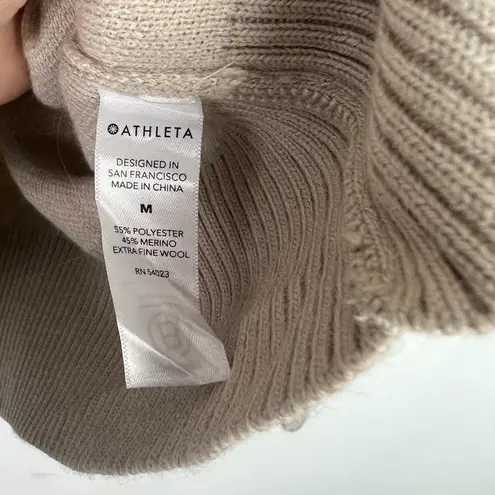 ATHLETA
DESIGNED IN
SAN FRANCISCO
MADE IN CHINA
M
55% POLYESTER
45% MERINO
EXTRA FINE WOOL
RN 54023